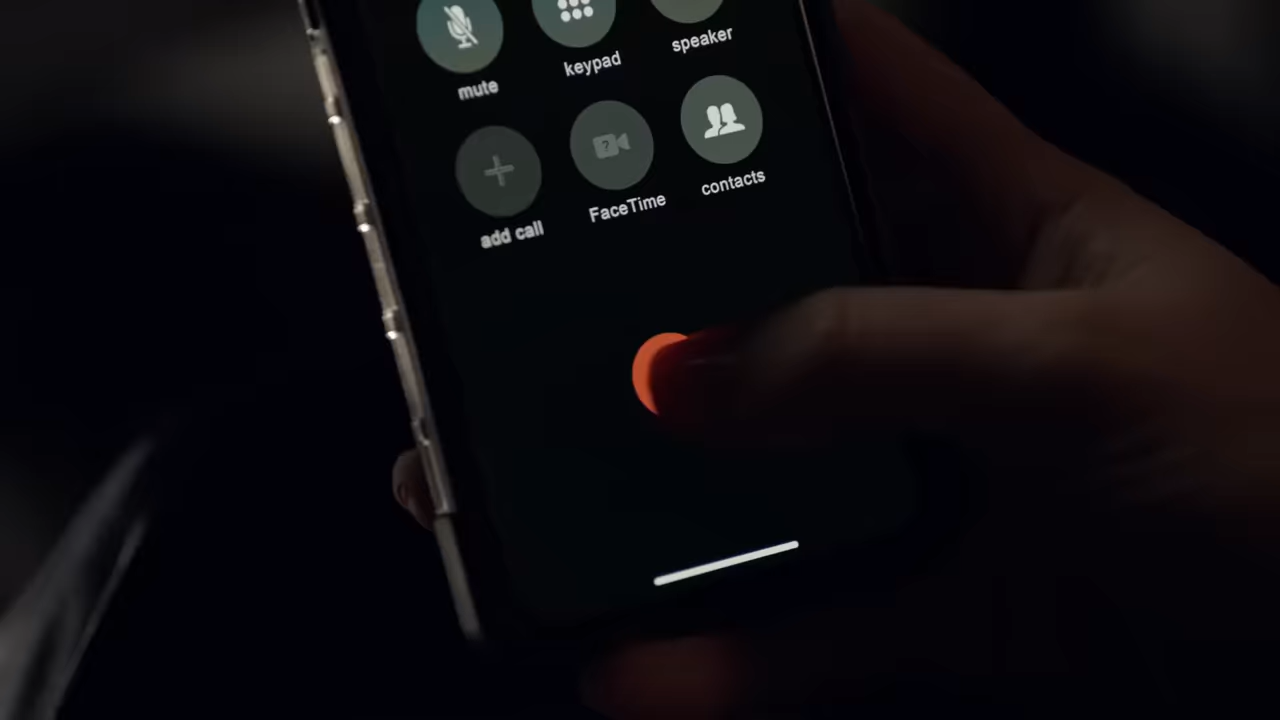 mute
keypad
speaker
add call
FaceTime
contacts